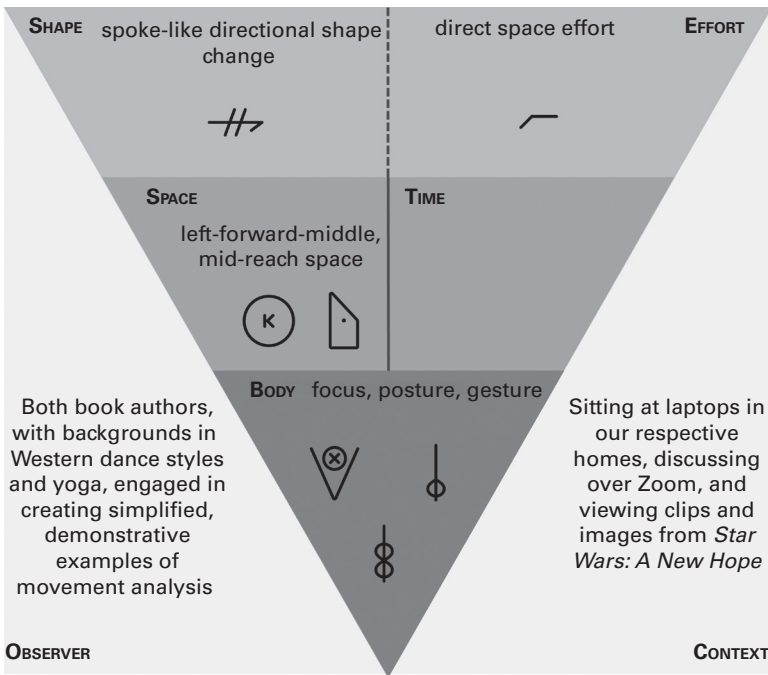 SHAPE
spoke-like directional shape
change
direct space effort
EFFORT
SPACE
left-forward-middle,
mid-reach space
K
TIME
BODY focus, posture, gesture
Both book authors,
with backgrounds in
Western dance styles
and yoga, engaged in
creating simplified,
demonstrative
examples of
movement analysis
OBSERVER
Sitting at laptops in
our respective
homes, discussing
over Zoom, and
viewing clips and
images from Star
Wars: A New Hope
CONTEXT